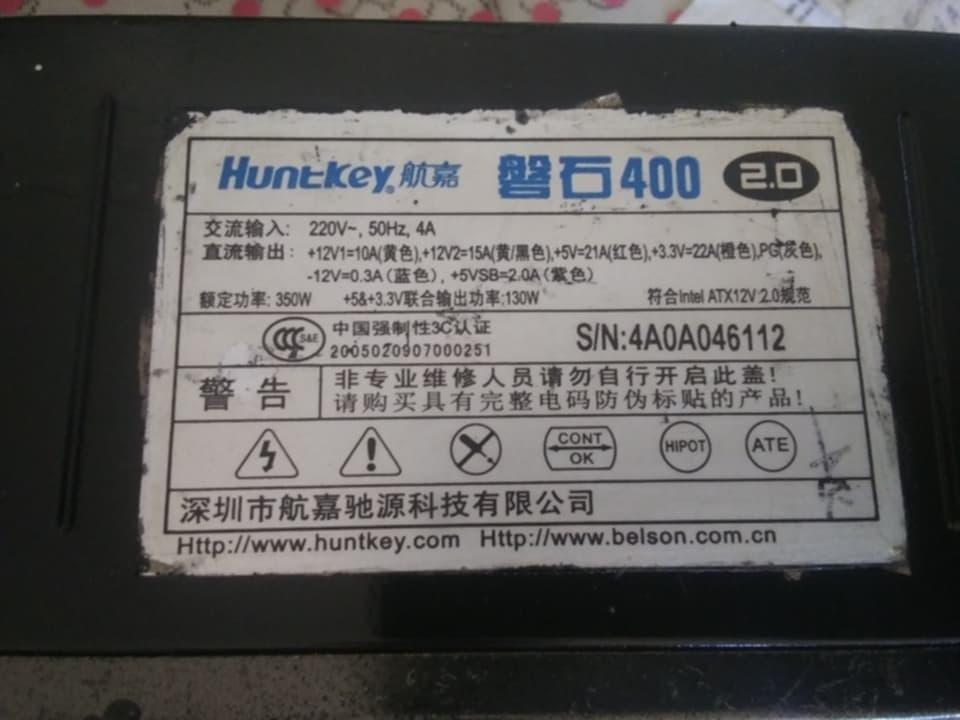 Huntkey 航嘉 磐石400 2.0
交流输入: 220V~, 50Hz, 4A
直流输出: +12V1=10A(黄色),+12V2=15A(黄/黑色),+5V=21A(红色),+3.3V=22A(橙色),PG(灰色),
-12V=0.3A(蓝色), +5VSB=2.0A(紫色)
额定功率: 350W +5&+3.3V联合输出功率:130W 符合Intel ATX12V 2.0规范
CCC S&E 中国强制性3C认证
2005020907000251
S/N:4A0A046112
警告 非专业维修人员请勿自行开启此盖!
请购买具有完整电码防伪标贴的产品!
CONT OK HIPOT ATE
深圳市航嘉驰源科技有限公司
Http://www.huntkey.com Http://www.belson.com.cn